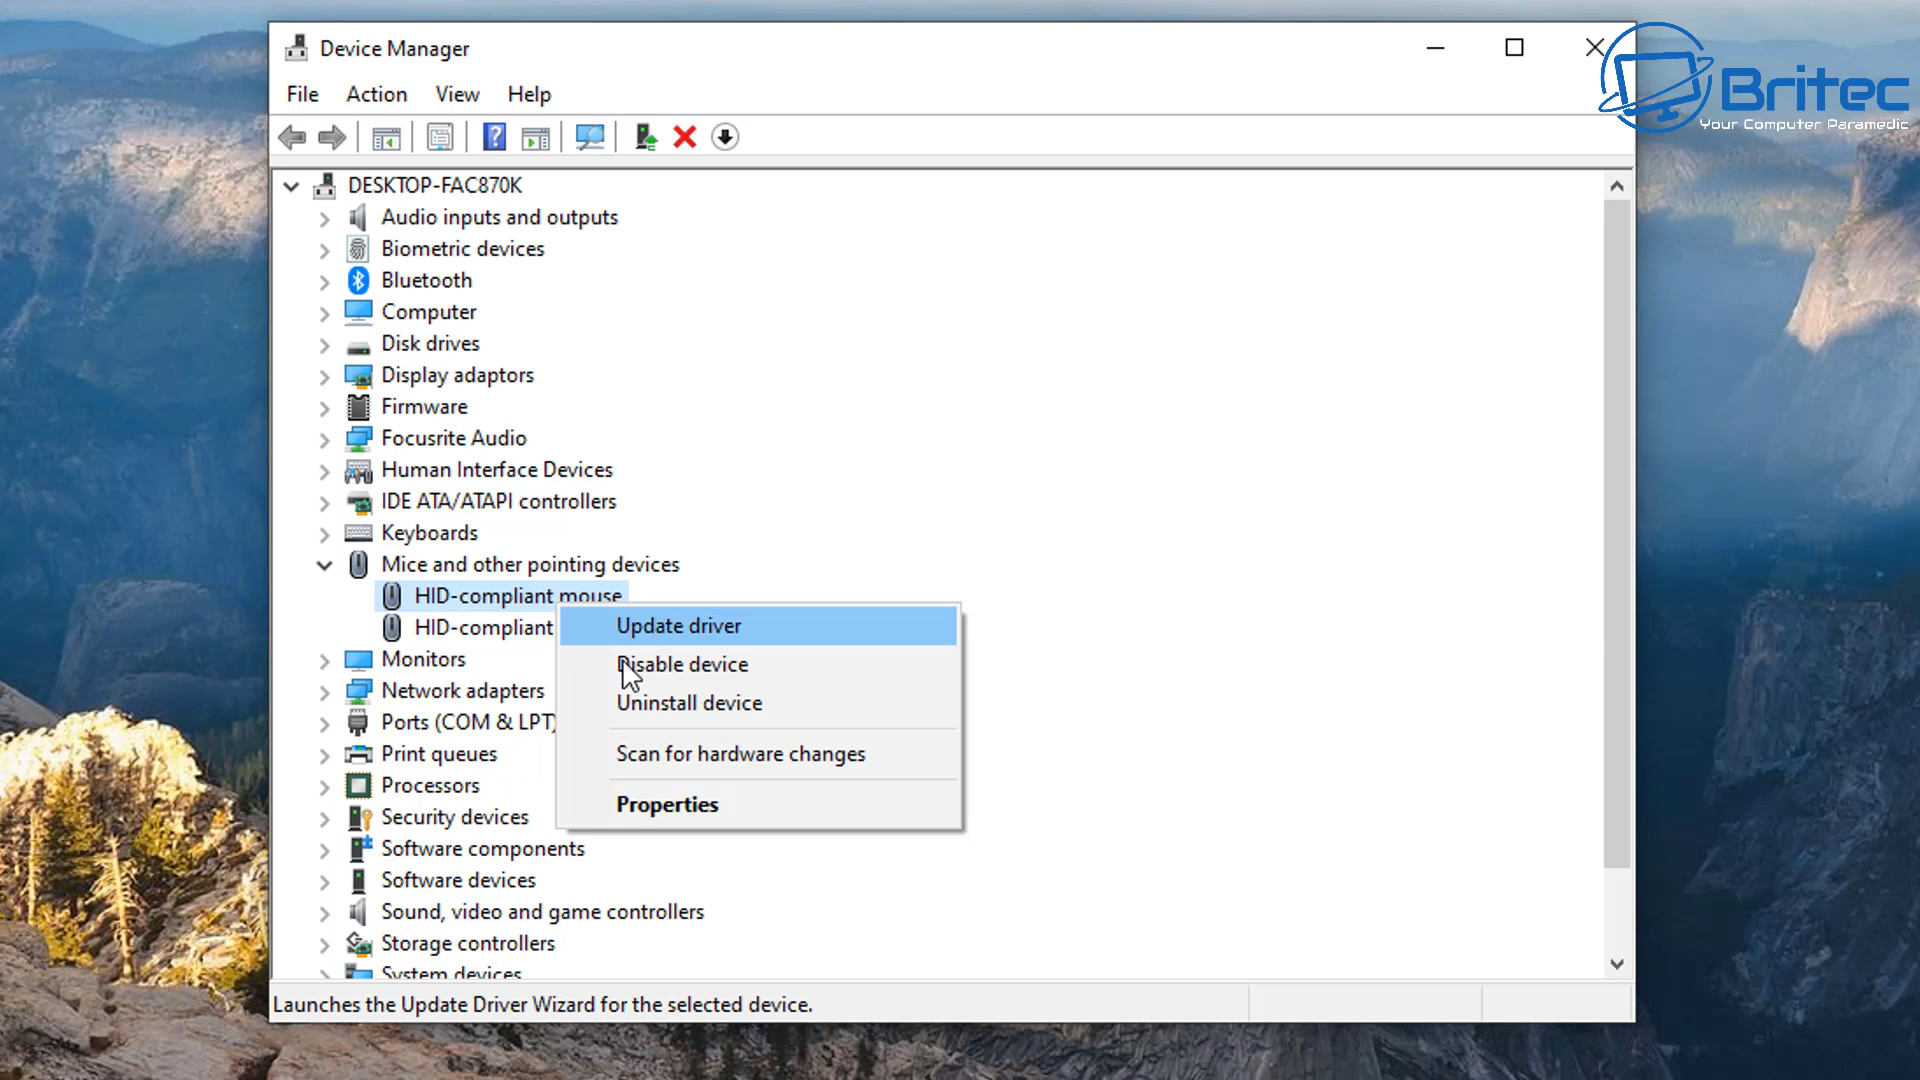 Device Manager
Britec
Your Computer Paramedic
File Action View Help
DESKTOP-FAC870K
Audio inputs and outputs
Biometric devices
Bluetooth
Computer
Disk drives
Display adaptors
Firmware
Focusrite Audio
Human Interface Devices
IDE ATA/ATAPI controllers
Keyboards
Mice and other pointing devices
HID-compliant mouse
HID-compliant
Update driver
Disable device
Uninstall device
Scan for hardware changes
Properties
Monitors
Network adapters
Ports (COM & LPT)
Print queues
Processors
Security devices
Software components
Software devices
Sound, video and game controllers
Storage controllers
System devices
Launches the Update Driver Wizard for the selected device.